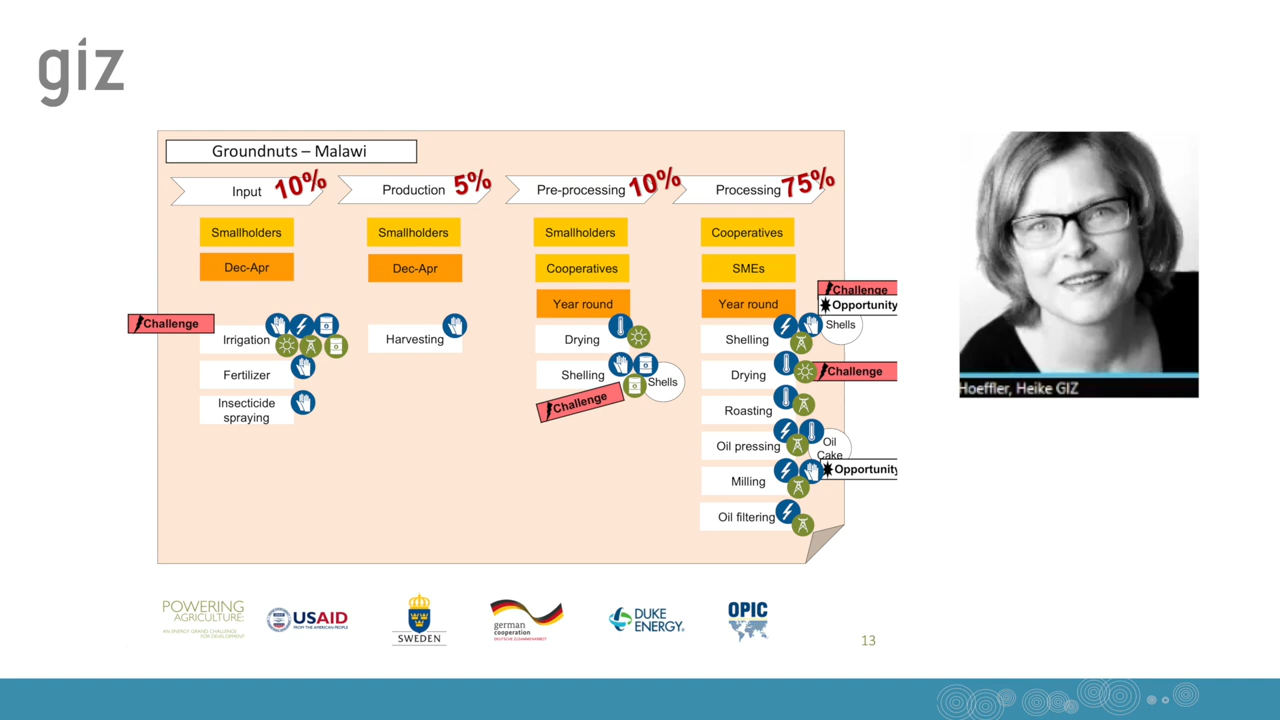 giz
Groundnuts – Malawi
Input 10%
Production 5%
Pre-processing 10%
Processing 75%
Smallholders
Smallholders
Smallholders
Cooperatives
Dec-Apr
Dec-Apr
Cooperatives
SMEs
Year round
Year round
Challenge
Opportunity
Challenge
Irrigation
Harvesting
Drying
Shelling
Shells
Fertilizer
Shelling
Shells
Drying
Challenge
Insecticide
spraying
Challenge
Roasting
Oil pressing
Oil
Cake
Opportunity
Milling
Oil filtering
Hoeffler, Heike GIZ
POWERING
AGRICULTURE:
AN ENERGY GRAND CHALLENGE
FOR DEVELOPMENT
USAID
FROM THE AMERICAN PEOPLE
SWEDEN
german
cooperation
DEUTSCHE ZUSAMMENARBEIT
DUKE
ENERGY®
OPIC
13